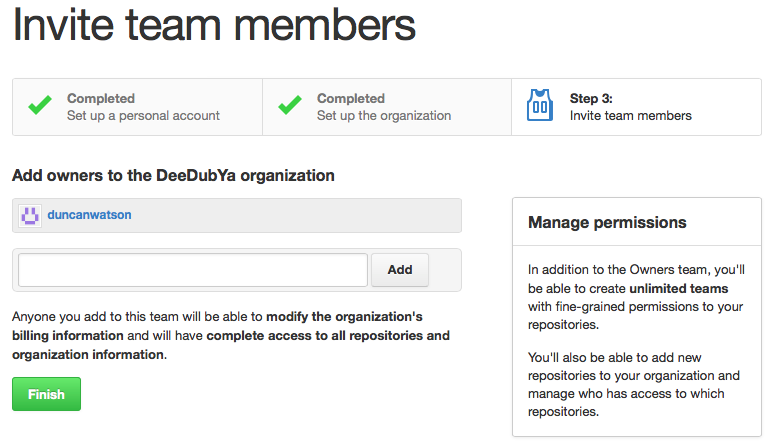 Invite team members
Completed
Set up a personal account
Completed
Set up the organization
Step 3:
Invite team members
Add owners to the DeeDubYa organization
duncanwatson
Add
Anyone you add to this team will be able to modify the organization's
billing information and will have complete access to all repositories and
organization information.
Finish
Manage permissions
In addition to the Owners team, you'll
be able to create unlimited teams
with fine-grained permissions to your
repositories.
You'll also be able to add new
repositories to your organization and
manage who has access to which
repositories.